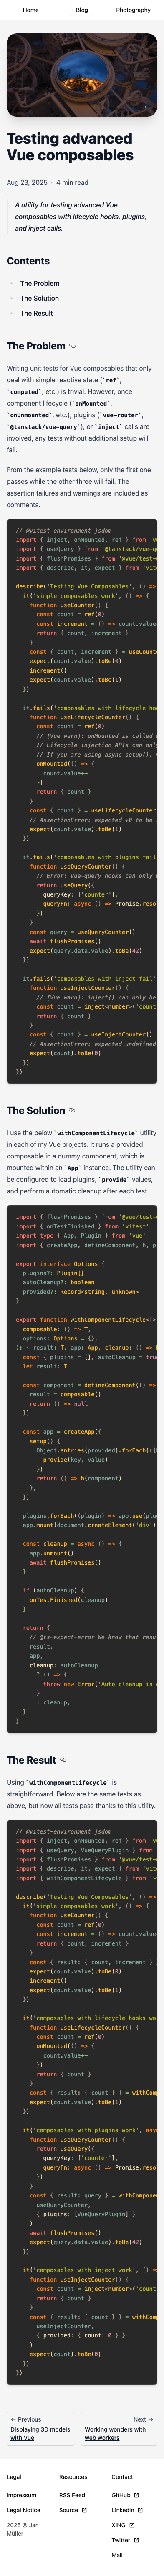 Home Blog Photography
Testing advanced
Vue composables
Aug 23, 2025 · 4 min read
A utility for testing advanced Vue
composables with lifecycle hooks, plugins,
and inject calls.
Contents
The Problem
The Solution
The Result
The Problem
Writing unit tests for Vue composables that only
deal with simple reactive state (`ref`,
`computed`, etc.) is trivial. However, once
component lifecycle (`onMounted`,
`onUnmounted`, etc.), plugins (`vue-router`,
`@tanstack/vue-query`), or `inject` calls are
involved, any tests without additional setup will
fail.
From the example tests below, only the first one
passes while the other three will fail. The
assertion failures and warnings are included as
comments.
// @vitest-environment jsdom
import { inject, onMounted, ref } from 'v
import { useQuery } from '@tanstack/vue-q
import { flushPromises } from '@vue/test-
import { describe, it, expect } from 'vite
describe('Testing Vue Composables', () =>
it('simple composables work', () => {
function useCounter() {
const count = ref(0)
const increment = () => count.value
return { count, increment }
}
const { count, increment } = useCounte
expect(count.value).toBe(0)
increment()
expect(count.value).toBe(1)
})
it.fails('composables with lifecycle hoo
function useLifecycleCounter() {
const count = ref(0)
// [Vue warn]: onMounted is called w
// Lifecycle injection APIs can only
// If you are using async setup(), m
onMounted(() => {
count.value++
})
return { count }
}
const { count } = useLifecycleCounter(
// AssertionError: expected +0 to be 1
expect(count.value).toBe(1)
})
it.fails('composables with plugins fail'
function useQueryCounter() {
// Error: vue-query hooks can only b
return useQuery({
queryKey: ['counter'],
queryFn: async () => Promise.resol
})
}
const query = useQueryCounter()
await flushPromises()
expect(query.data.value).toBe(42)
})
it.fails('composables with inject fail',
function useInjectCounter() {
// [Vue warn]: inject() can only be
const count = inject<number>('count'
return { count }
}
const { count } = useInjectCounter()
// AssertionError: expected undefined
expect(count).toBe(0)
})
})
The Solution
I use the below `withComponentLifecycle` utility
in each of my Vue projects. It runs a provided
composable in a dummy component, which is
mounted within an `App` instance. The utility can
be configured to load plugins, `provide` values,
and perform automatic cleanup after each test.
import { flushPromises } from '@vue/test-
import { onTestFinished } from 'vitest'
import type { App, Plugin } from 'vue'
import { createApp, defineComponent, h, p
export interface Options {
plugins?: Plugin[]
autoCleanup?: boolean
provided?: Record<string, unknown>
}
export function withComponentLifecycle<T>
composable: () => T,
options: Options = {},
): { result: T, app: App, cleanup: () => P
const { plugins = [], autoCleanup = true
let result: T
const component = defineComponent(() =>
result = composable()
return () => null
})
const app = createApp({
setup() {
Object.entries(provided).forEach(([
provide(key, value)
})
return () => h(component)
},
})
plugins.forEach((plugin) => app.use(plug
app.mount(document.createElement('div')
const cleanup = async () => {
app.unmount()
await flushPromises()
}
if (autoCleanup) {
onTestFinished(cleanup)
}
return {
// @ts-expect-error We know that resul
result,
app,
cleanup: autoCleanup
? () => {
throw new Error('Auto cleanup is e
}
: cleanup,
}
}
The Result
Using `withComponentLifecycle` is
straightforward. Below are the same tests as
above, but now all tests pass thanks to this utility.
// @vitest-environment jsdom
import { inject, onMounted, ref } from 'v
import { useQuery, VueQueryPlugin } from
import { flushPromises } from '@vue/test-
import { describe, it, expect } from 'vite
import { withComponentLifecycle } from '~
describe('Testing Vue Composables', () =>
it('simple composables work', () => {
function useCounter() {
const count = ref(0)
const increment = () => count.value
return { count, increment }
}
const { result: { count, increment }
expect(count.value).toBe(0)
increment()
expect(count.value).toBe(1)
})
it('composables with lifecycle hooks wo
function useLifecycleCounter() {
const count = ref(0)
onMounted(() => {
count.value++
})
return { count }
}
const { result: { count } } = withComp
expect(count.value).toBe(1)
})
it('composables with plugins work', asyn
function useQueryCounter() {
return useQuery({
queryKey: ['counter'],
queryFn: async () => Promise.resol
})
}
const { result: query } = withComponen
useQueryCounter,
{ plugins: [VueQueryPlugin] }
)
await flushPromises()
expect(query.data.value).toBe(42)
})
it('composables with inject work', () =>
function useInjectCounter() {
const count = inject<number>('count'
return { count }
}
const { result: { count } } = withComp
useInjectCounter,
{ provided: { count: 0 } }
)
expect(count).toBe(0)
})
})
← Previous
Displaying 3D models
with Vue
Next →
Working wonders with
web workers
Legal
Impressum
Legal Notice
2025 © Jan
Müller
Resources
RSS Feed
Source
Contact
GitHub
LinkedIn
XING
Twitter
Mail